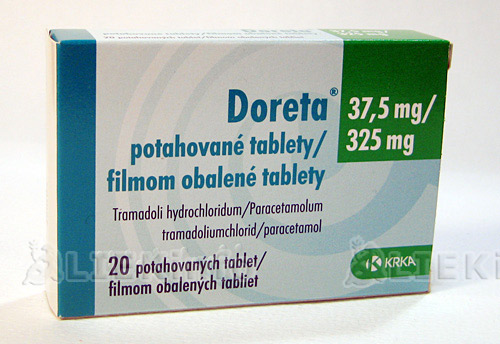 Doreta®
37,5 mg/
325 mg
potahované tablety/
filmom obalené tablety
Tramadoli hydrochloridum/Paracetamolum
tramadoliumchlorid/paracetamol
20 potahovaných tablet/
filmom obalených tabliet
KRKA